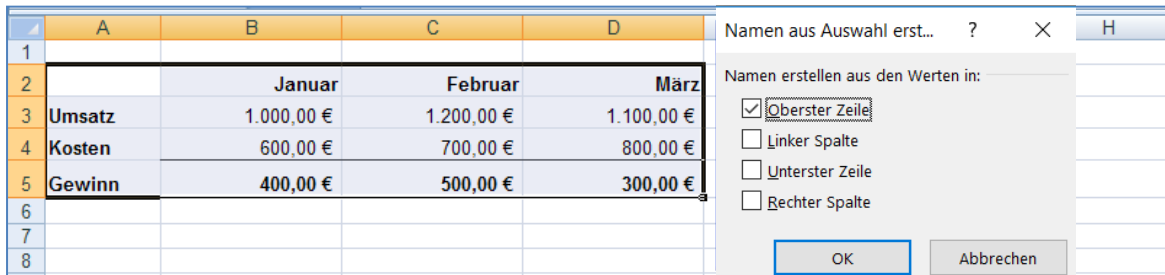 A B C D H
1
2 Januar Februar März
3 Umsatz 1.000,00 € 1.200,00 € 1.100,00 €
4 Kosten 600,00 € 700,00 € 800,00 €
5 Gewinn 400,00 € 500,00 € 300,00 €
6
7
8
Namen aus Auswahl erst... ? ×
Namen erstellen aus den Werten in:
Oberster Zeile
Linker Spalte
Unterster Zeile
Rechter Spalte
OK Abbrechen